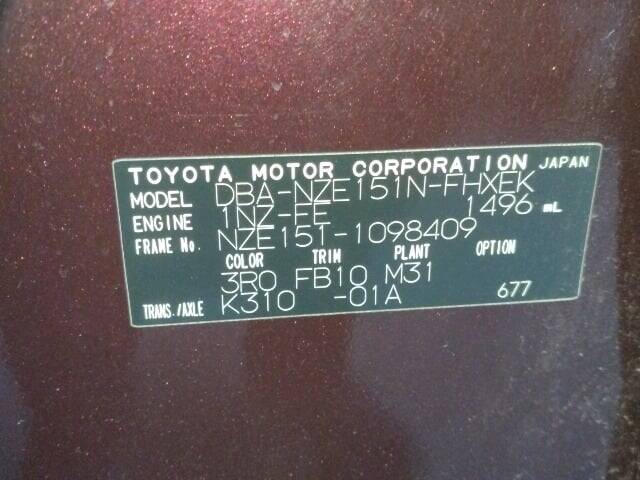 TOYOTA MOTOR CORPORATION JAPAN
MODEL DBA-NZE151N-FHXEK
ENGINE 1NZ-FE 1496 mL
FRAME No. NZE151-1098409
COLOR TRIM PLANT OPTION
3R0 FB10 M31
TRANS./AXLE K310 -01A 677